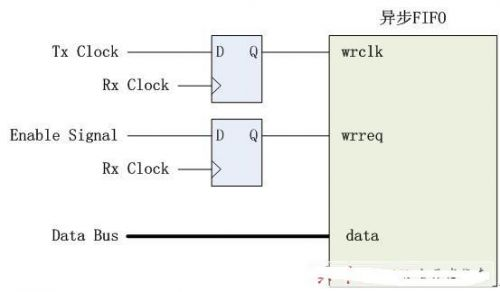 异步FIFO
Tx Clock D Q wrclk
Rx Clock
Enable Signal D Q wrreq
Rx Clock
Data Bus data